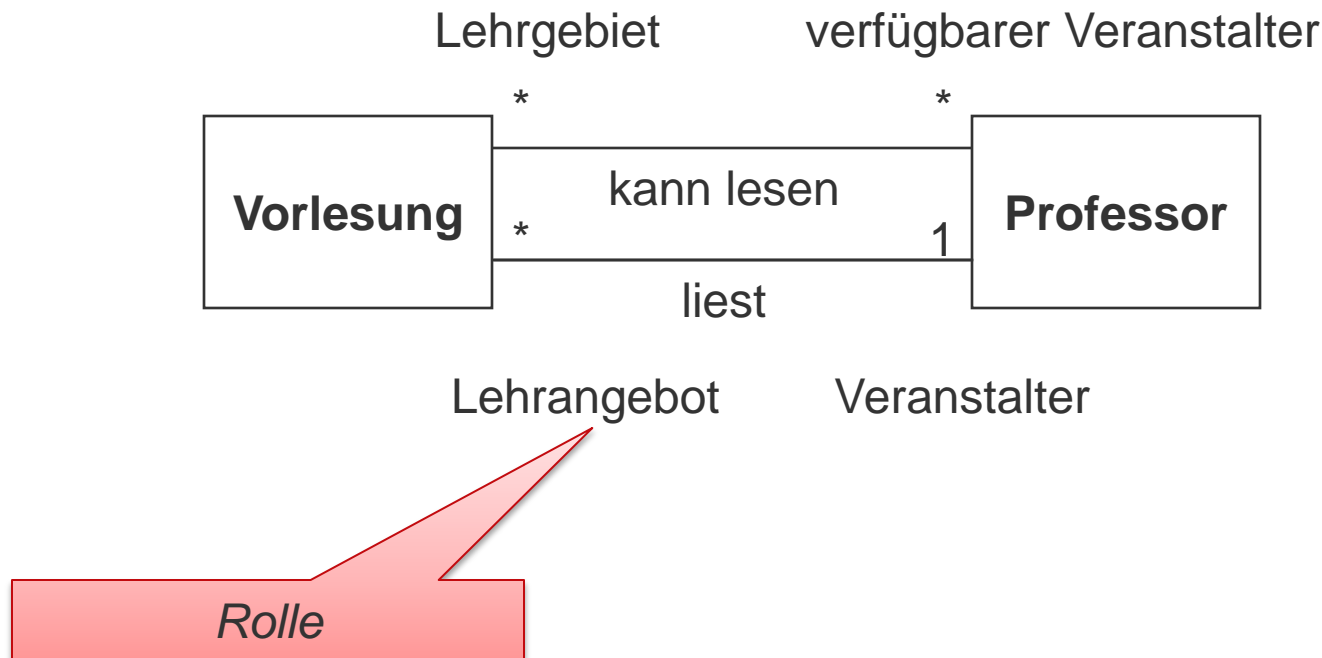 Lehrgebiet verfügbarer Veranstalter
* *
kann lesen
Vorlesung Professor
* 1
liest
Lehrangebot Veranstalter
Rolle